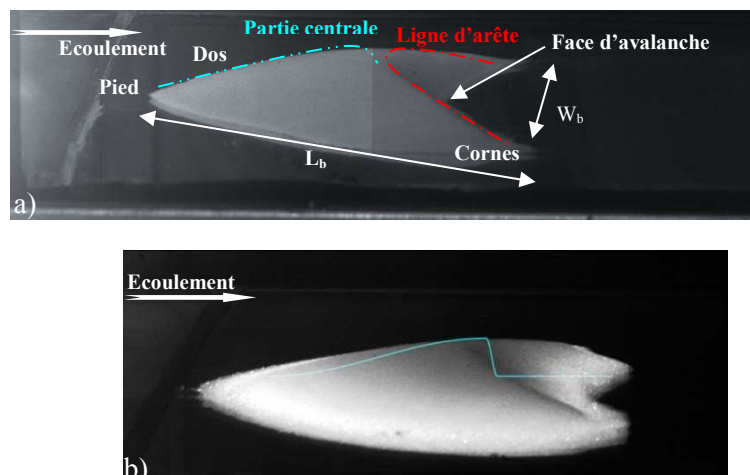 Partie centrale
Ligne d'arête
Ecoulement
Dos
Face d'avalanche
Pied
W_b
L_b
Cornes
a)
Ecoulement
b)